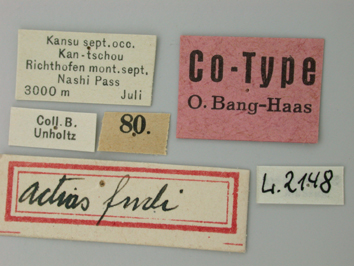 Kansu sept.occ.
Kan-tschou
Richthofen mont.sept.
Nashi Pass
3000 m Juli
Co-Type
O. Bang-Haas
Coll. B.
Unholtz
80.
4.2148
actias